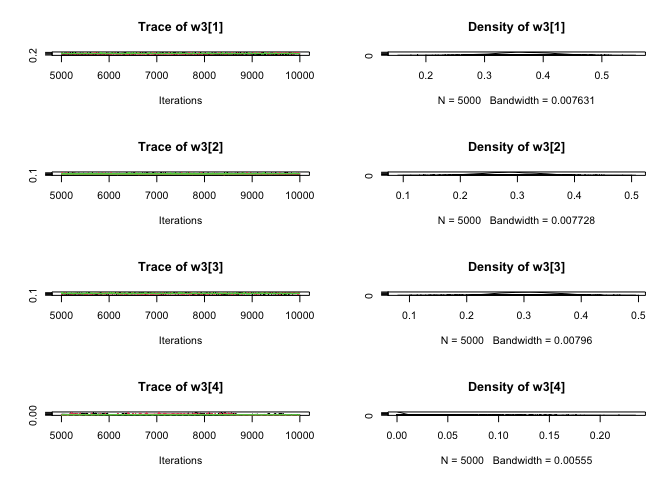 Trace of w3[1]
0.2
5000 6000 7000 8000 9000 10000
Iterations
Density of w3[1]
0
0.2 0.3 0.4 0.5
N = 5000 Bandwidth = 0.007631
Trace of w3[2]
0.1
5000 6000 7000 8000 9000 10000
Iterations
Density of w3[2]
0
0.1 0.2 0.3 0.4 0.5
N = 5000 Bandwidth = 0.007728
Trace of w3[3]
0.1
5000 6000 7000 8000 9000 10000
Iterations
Density of w3[3]
0
0.1 0.2 0.3 0.4 0.5
N = 5000 Bandwidth = 0.00796
Trace of w3[4]
0.00
5000 6000 7000 8000 9000 10000
Iterations
Density of w3[4]
0
0.00 0.05 0.10 0.15 0.20
N = 5000 Bandwidth = 0.00555